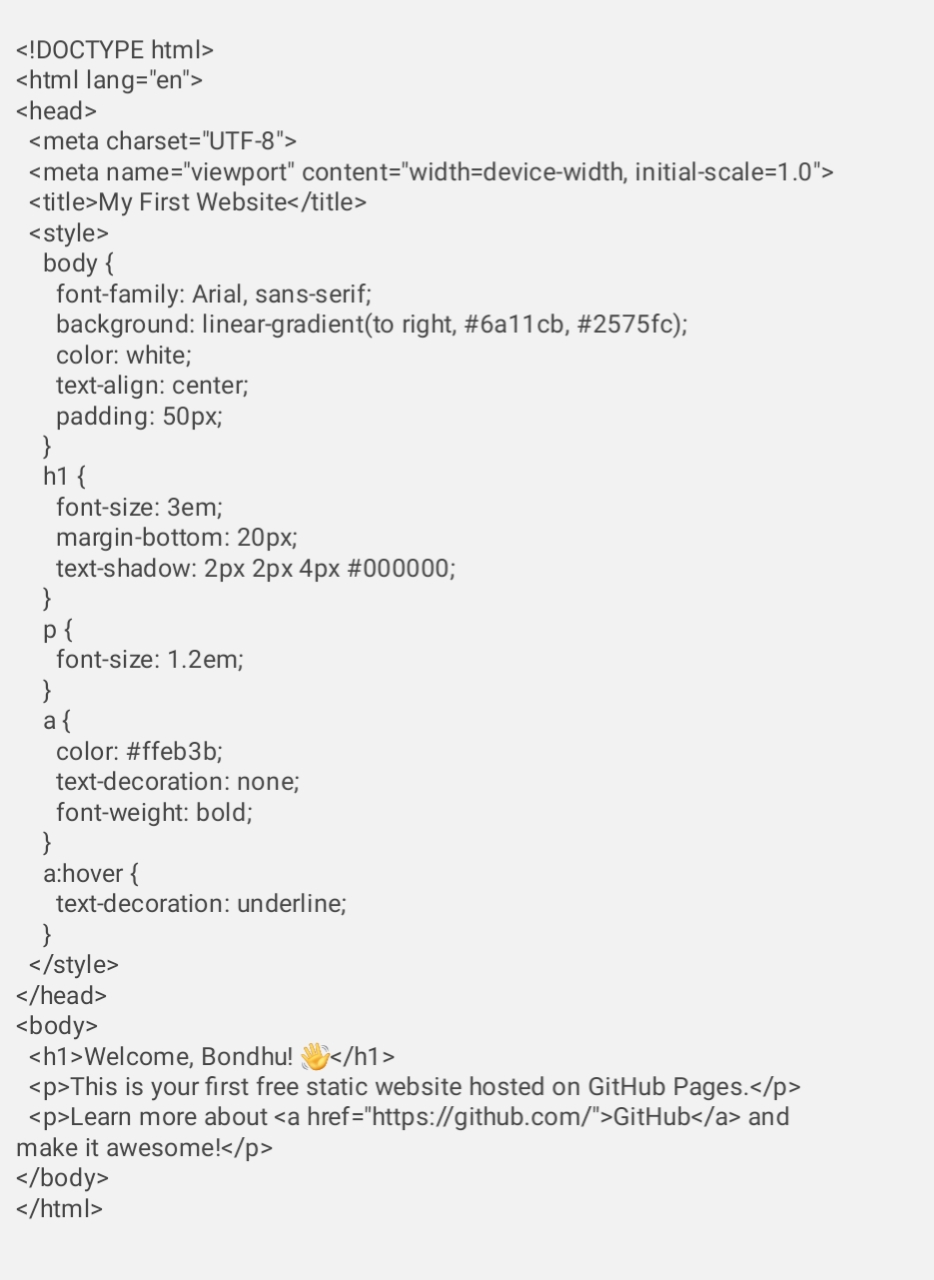 <!DOCTYPE html>
<html lang="en">
<head>
  <meta charset="UTF-8">
  <meta name="viewport" content="width=device-width, initial-scale=1.0">
  <title>My First Website</title>
  <style>
    body {
      font-family: Arial, sans-serif;
      background: linear-gradient(to right, #6a11cb, #2575fc);
      color: white;
      text-align: center;
      padding: 50px;
    }
    h1 {
      font-size: 3em;
      margin-bottom: 20px;
      text-shadow: 2px 2px 4px #000000;
    }
    p {
      font-size: 1.2em;
    }
    a {
      color: #ffeb3b;
      text-decoration: none;
      font-weight: bold;
    }
    a:hover {
      text-decoration: underline;
    }
  </style>
</head>
<body>
  <h1>Welcome, Bondhu! 👋</h1>
  <p>This is your first free static website hosted on GitHub Pages.</p>
  <p>Learn more about <a href="https://github.com/">GitHub</a> and
make it awesome!</p>
</body>
</html>